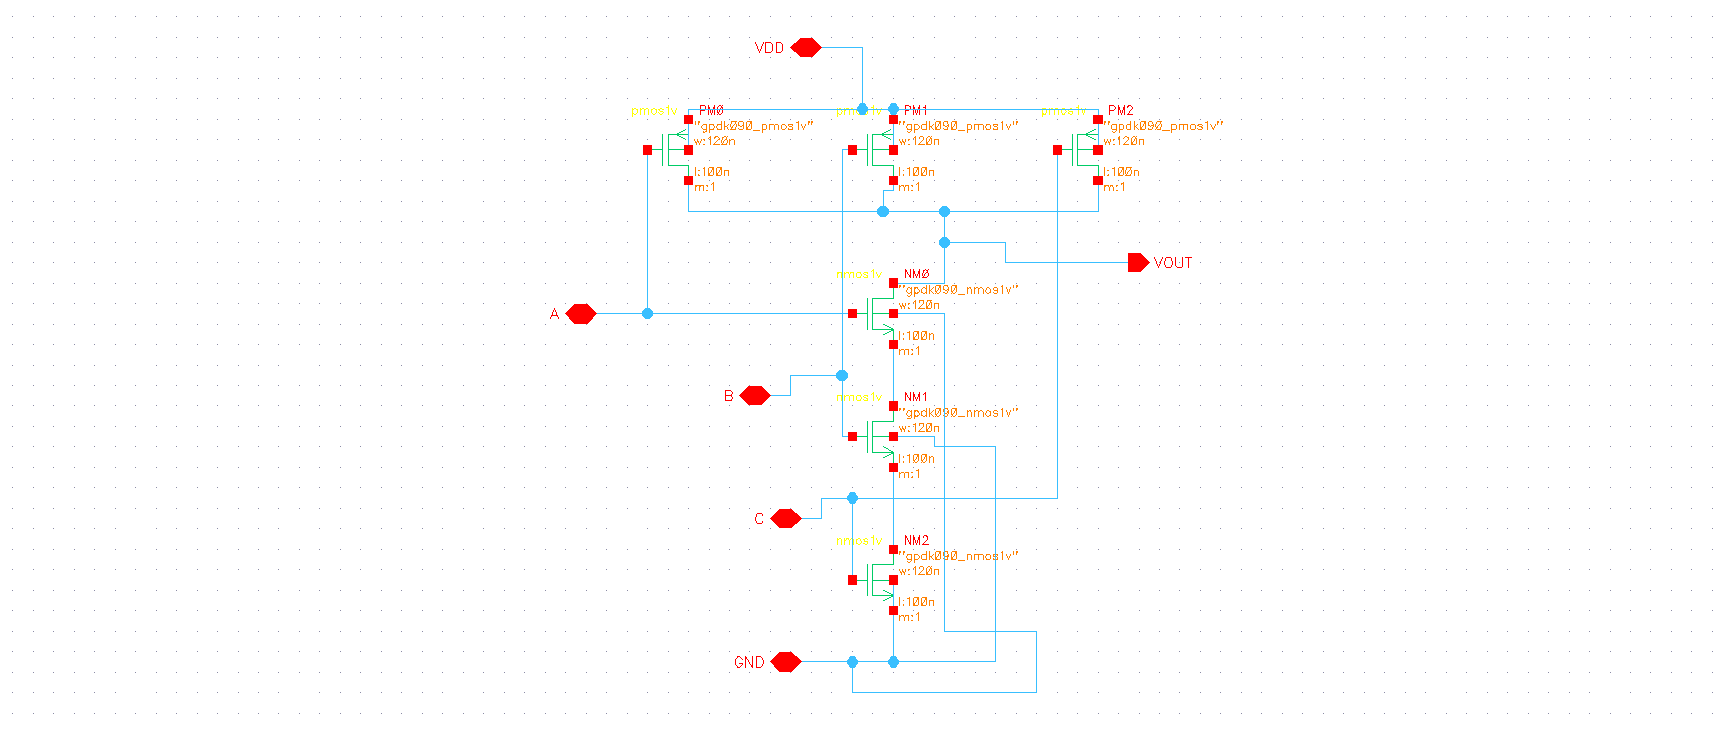 VDD
pmos1v PM0
"gpdk090_pmos1v"
w:120n
l:100n
m:1
pmos1v PM1
"gpdk090_pmos1v"
w:120n
l:100n
m:1
pmos1v PM2
"gpdk090_pmos1v"
w:120n
l:100n
m:1
VOUT
nmos1v NM0
"gpdk090_nmos1v"
w:120n
l:100n
m:1
A
B
nmos1v NM1
"gpdk090_nmos1v"
w:120n
l:100n
m:1
C
nmos1v NM2
"gpdk090_nmos1v"
w:120n
l:100n
m:1
GND